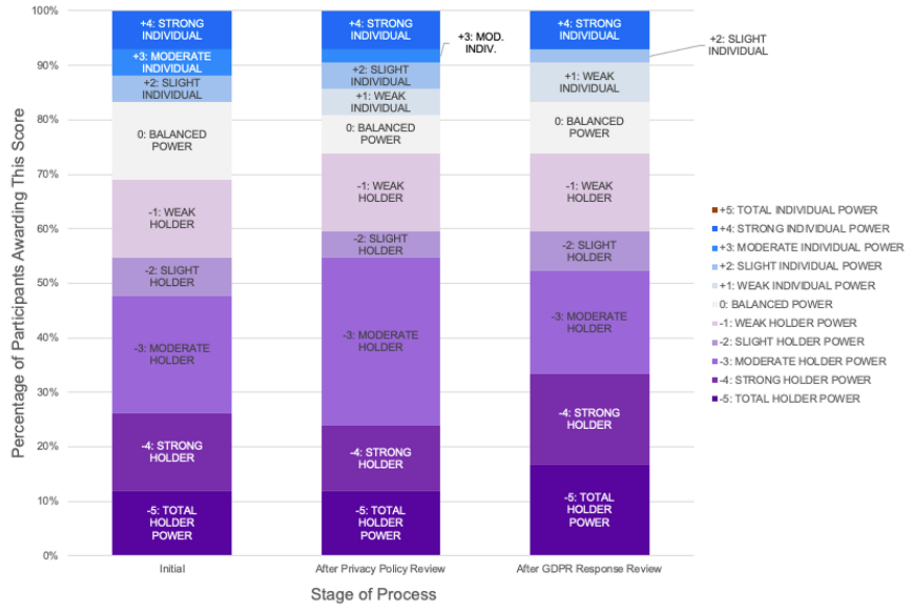 100%
90%
80%
70%
60%
50%
40%
30%
20%
10%
0%
Percentage of Participants Awarding This Score
+4: STRONG
INDIVIDUAL
+3: MODERATE
INDIVIDUAL
+2: SLIGHT
INDIVIDUAL
0: BALANCED
POWER
-1: WEAK
HOLDER
-2: SLIGHT
HOLDER
-3: MODERATE
HOLDER
-4: STRONG
HOLDER
-5: TOTAL
HOLDER
POWER
+4: STRONG
INDIVIDUAL
+3: MOD.
INDIV.
+2: SLIGHT
INDIVIDUAL
+1: WEAK
INDIVIDUAL
0: BALANCED
POWER
-1: WEAK
HOLDER
-2: SLIGHT
HOLDER
-3: MODERATE
HOLDER
-4: STRONG
HOLDER
-5: TOTAL
HOLDER
POWER
+4: STRONG
INDIVIDUAL
+2: SLIGHT
INDIVIDUAL
+1: WEAK
INDIVIDUAL
0: BALANCED
POWER
-1: WEAK
HOLDER
-2: SLIGHT
HOLDER
-3: MODERATE
HOLDER
-4: STRONG
HOLDER
-5: TOTAL
HOLDER
POWER
Initial
After Privacy Policy Review
After GDPR Response Review
Stage of Process
+5: TOTAL INDIVIDUAL POWER
+4: STRONG INDIVIDUAL POWER
+3: MODERATE INDIVIDUAL POWER
+2: SLIGHT INDIVIDUAL POWER
+1: WEAK INDIVIDUAL POWER
0: BALANCED POWER
-1: WEAK HOLDER POWER
-2: SLIGHT HOLDER POWER
-3: MODERATE HOLDER POWER
-4: STRONG HOLDER POWER
-5: TOTAL HOLDER POWER